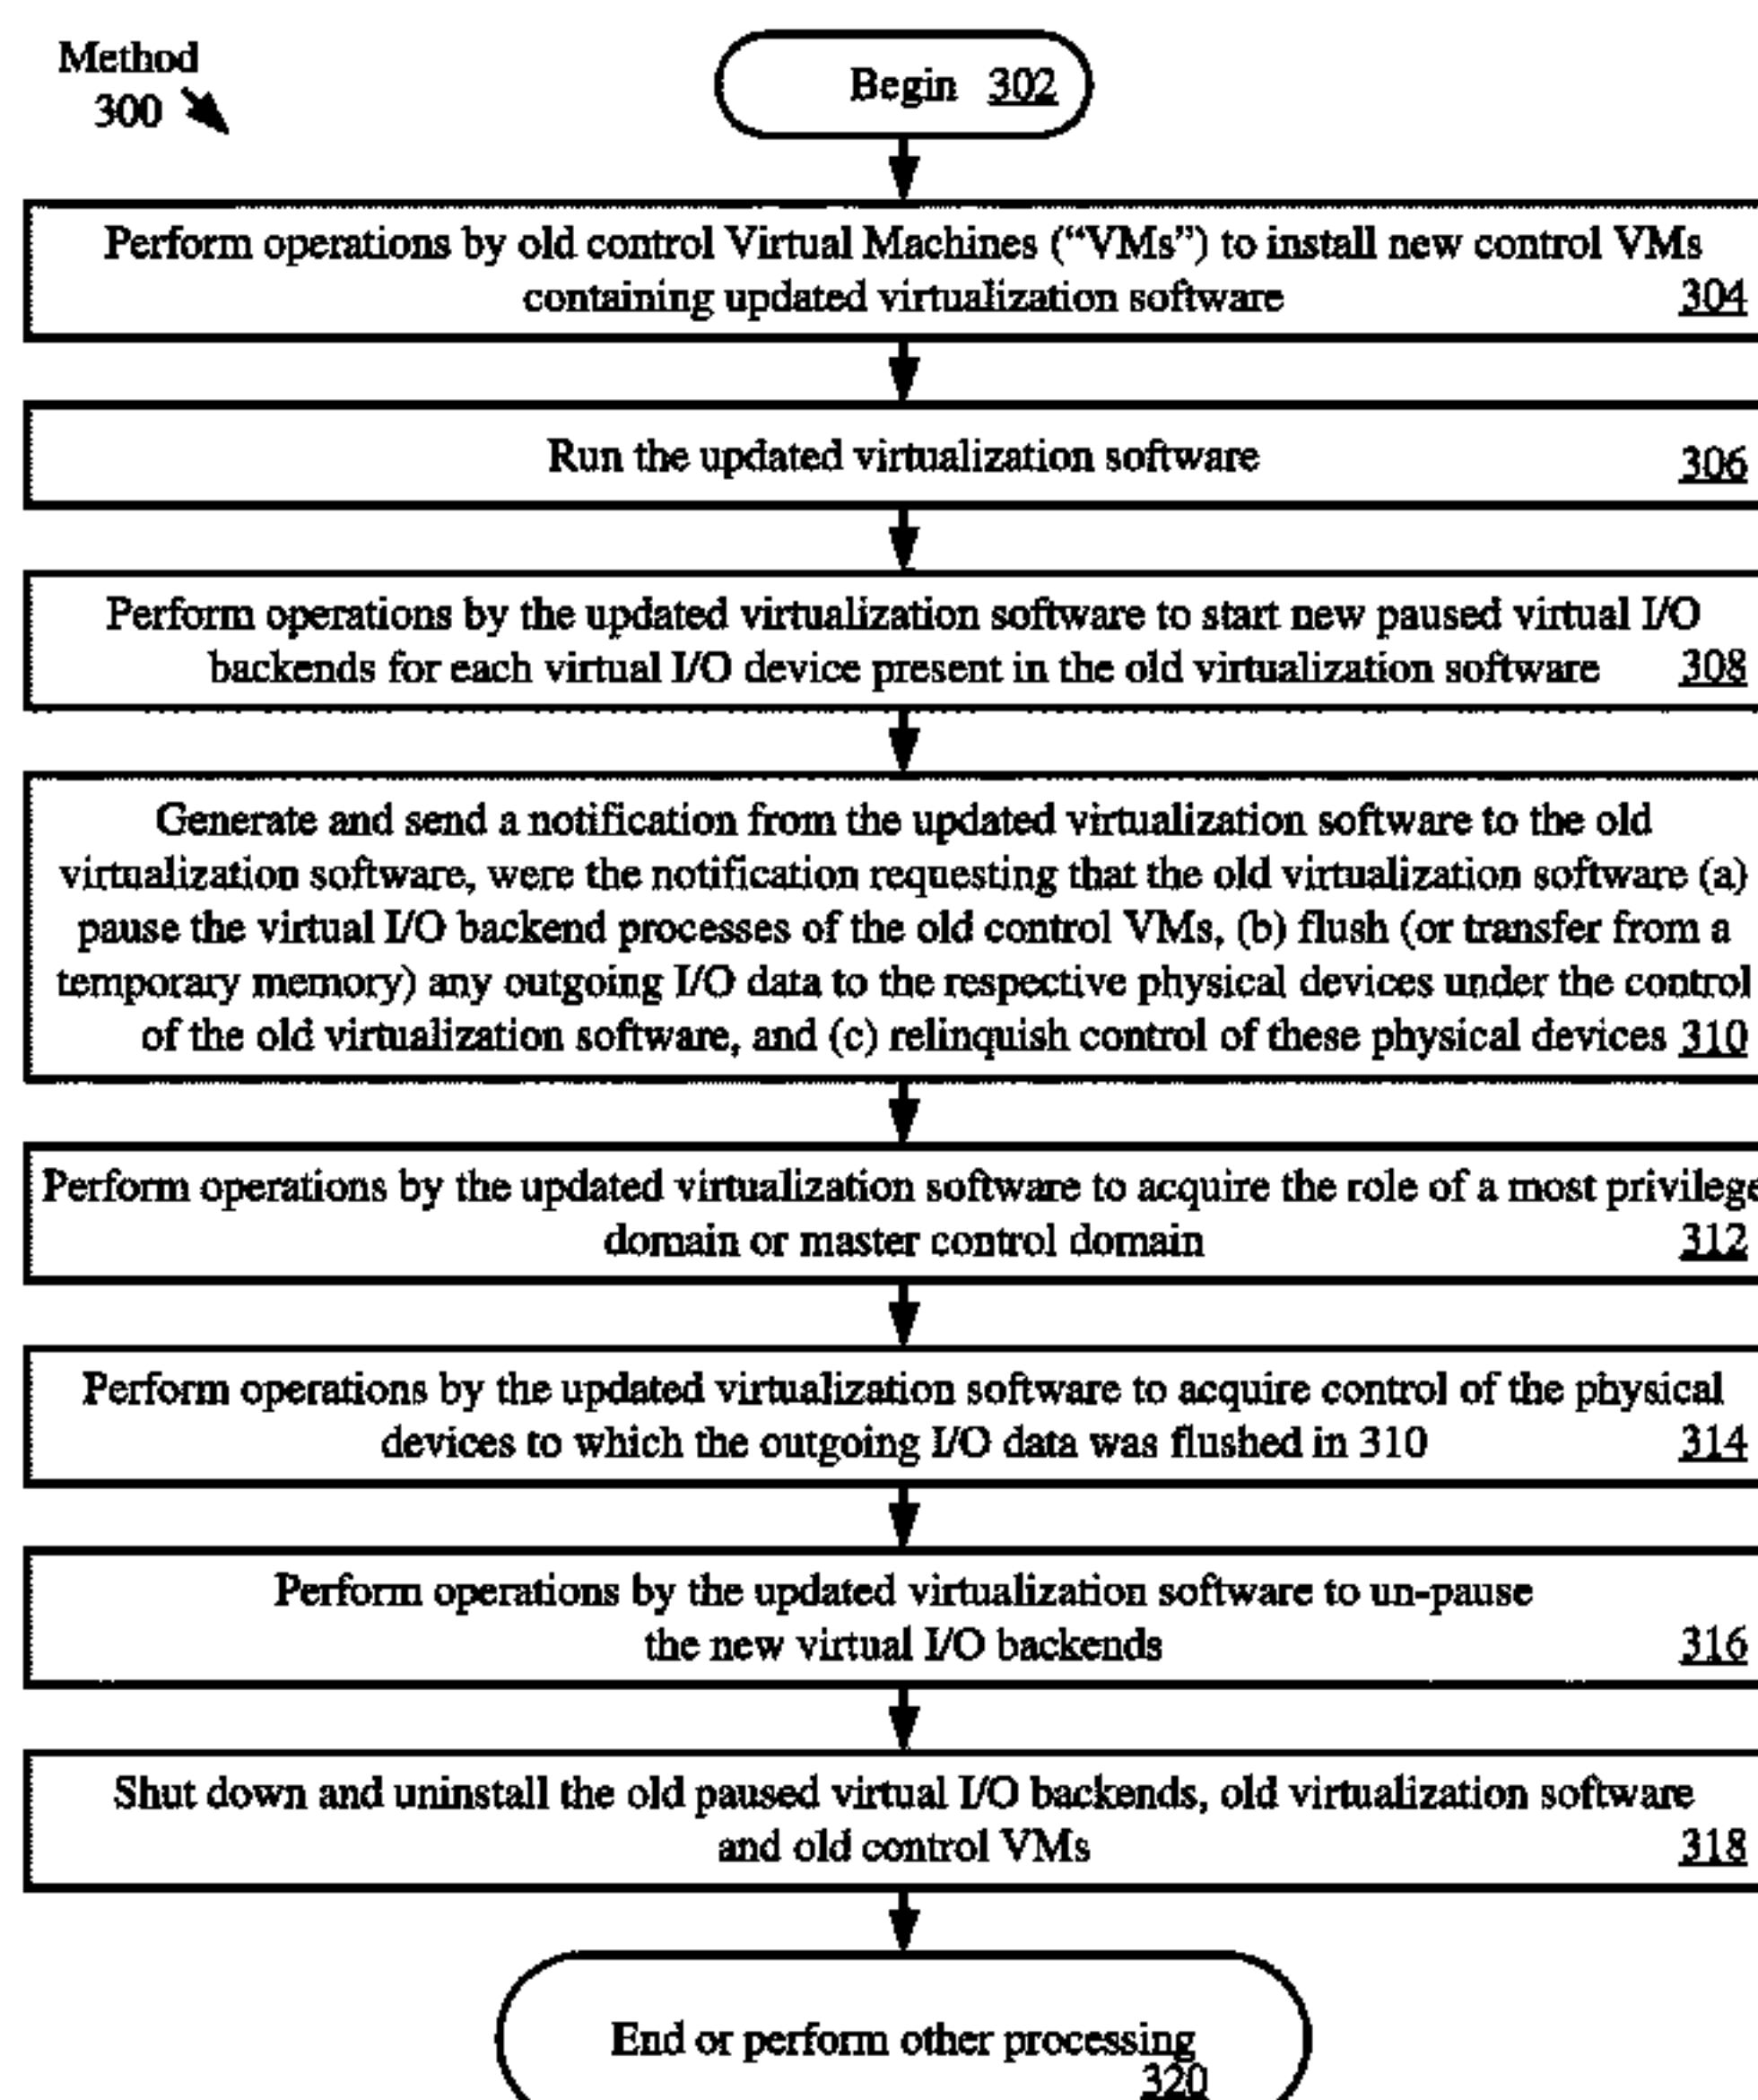 Method
300
Begin 302
Perform operations by old control Virtual Machines (“VMs”) to install new control VMs
containing updated virtualization software 304
Run the updated virtualization software 306
Perform operations by the updated virtualization software to start new paused virtual I/O
backends for each virtual I/O device present in the old virtualization software 308
Generate and send a notification from the updated virtualization software to the old
virtualization software, were the notification requesting that the old virtualization software (a)
pause the virtual I/O backend processes of the old control VMs, (b) flush (or transfer from a
temporary memory) any outgoing I/O data to the respective physical devices under the control
of the old virtualization software, and (c) relinquish control of these physical devices 310
Perform operations by the updated virtualization software to acquire the role of a most privilege
domain or master control domain 312
Perform operations by the updated virtualization software to acquire control of the physical
devices to which the outgoing I/O data was flushed in 310 314
Perform operations by the updated virtualization software to un-pause
the new virtual I/O backends 316
Shut down and uninstall the old paused virtual I/O backends, old virtualization software
and old control VMs 318
End or perform other processing
320